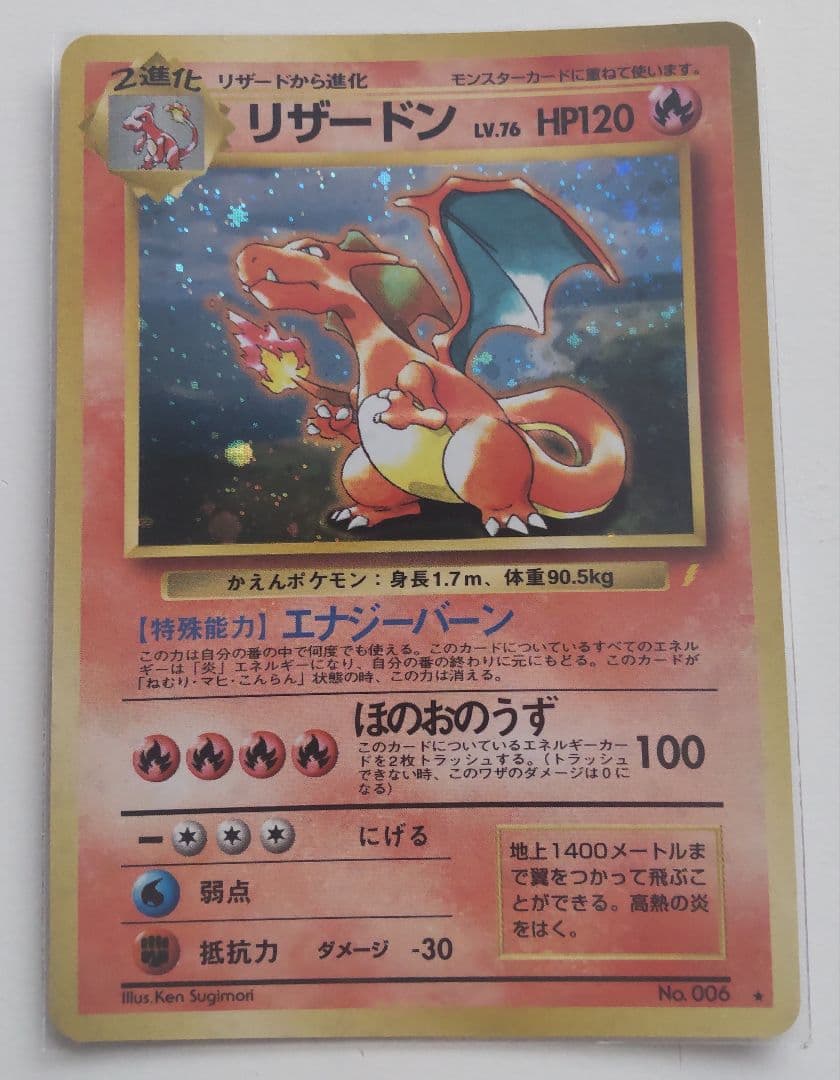 2進化 リザードから進化 モンスターカードに重ねて使います。
リザードン LV.76 HP120
かえんポケモン：身長1.7m、体重90.5kg
【特殊能力】エナジーバーン
この力は自分の番の中で何度でも使える。このカードについているすべてのエネル
ギーは「炎」エネルギーになり、自分の番の終わりに元にもどる。このカードが
「ねむり・マヒ・こんらん」状態の時、この力は消える。
ほのおのうず
このカードについているエネルギーカー
ドを2枚トラッシュする。（トラッシュ
できない時、このワザのダメージは0に
なる）
100
ー にげる
弱点
抵抗力 ダメージ -30
地上1400メートルま
で翼をつかって飛ぶこ
とができる。高熱の炎
をはく。
Illus. Ken Sugimori No. 006 ★